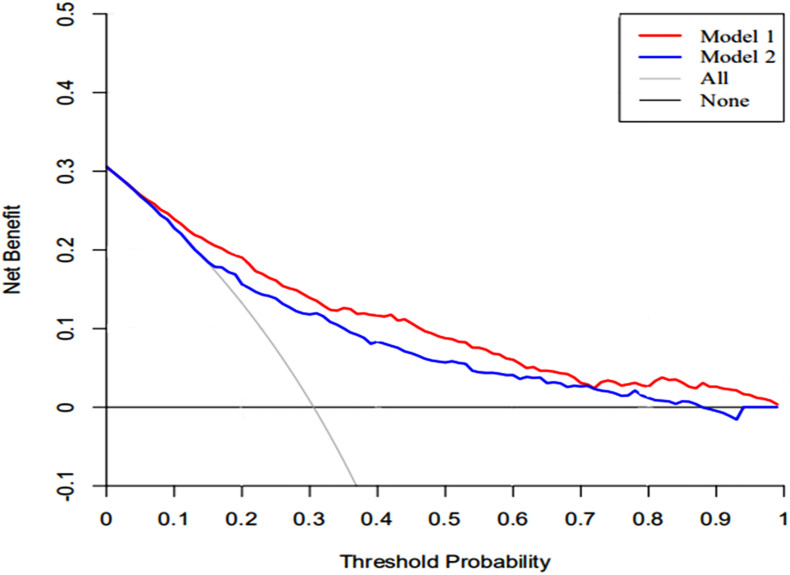 0.5
0.4
0.3
0.2
0.1
0
-0.1
Net Benefit
Model 1
Model 2
All
None
0 0.1 0.2 0.3 0.4 0.5 0.6 0.7 0.8 0.9 1
Threshold Probability